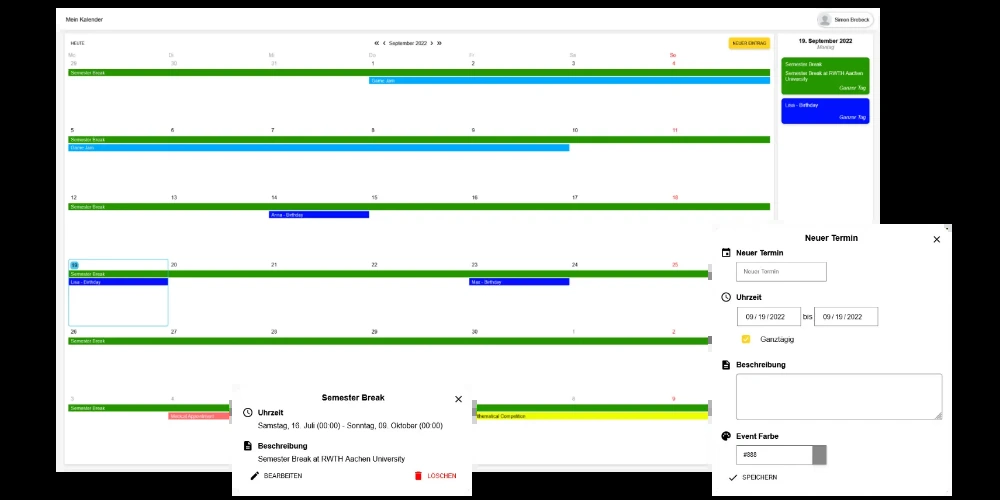 Mein Kalender
Simon Brobeck
HEUTE
September 2022
NEUER EINTRAG
Mo Di Mi Do Fr Sa So
29 30 31 1 2 3 4
Semester Break
Game Jam
5 6 7 8 9 10 11
Semester Break
Game Jam
12 13 14 15 16 17 18
Semester Break
Anna - Birthday
19 20 21 22 23 24 25
Semester Break
Lisa - Birthday
Max - Birthday
26 27 28 29 30 1 2
Semester Break
3 4 8 9
Semester Break
Medical Appointment
thematical Competition
19. September 2022
Montag
Semester Break
Semester Break at RWTH Aachen
University
Ganzer Tag
Lisa - Birthday
Ganzer Tag
Semester Break
Uhrzeit
Samstag, 16. Juli (00:00) - Sonntag, 09. Oktober (00:00)
Beschreibung
Semester Break at RWTH Aachen University
BEARBEITEN
LÖSCHEN
Neuer Termin
Neuer Termin
Neuer Termin
Uhrzeit
09 / 19 / 2022 bis 09 / 19 / 2022
Ganztägig
Beschreibung
Event Farbe
#888
SPEICHERN